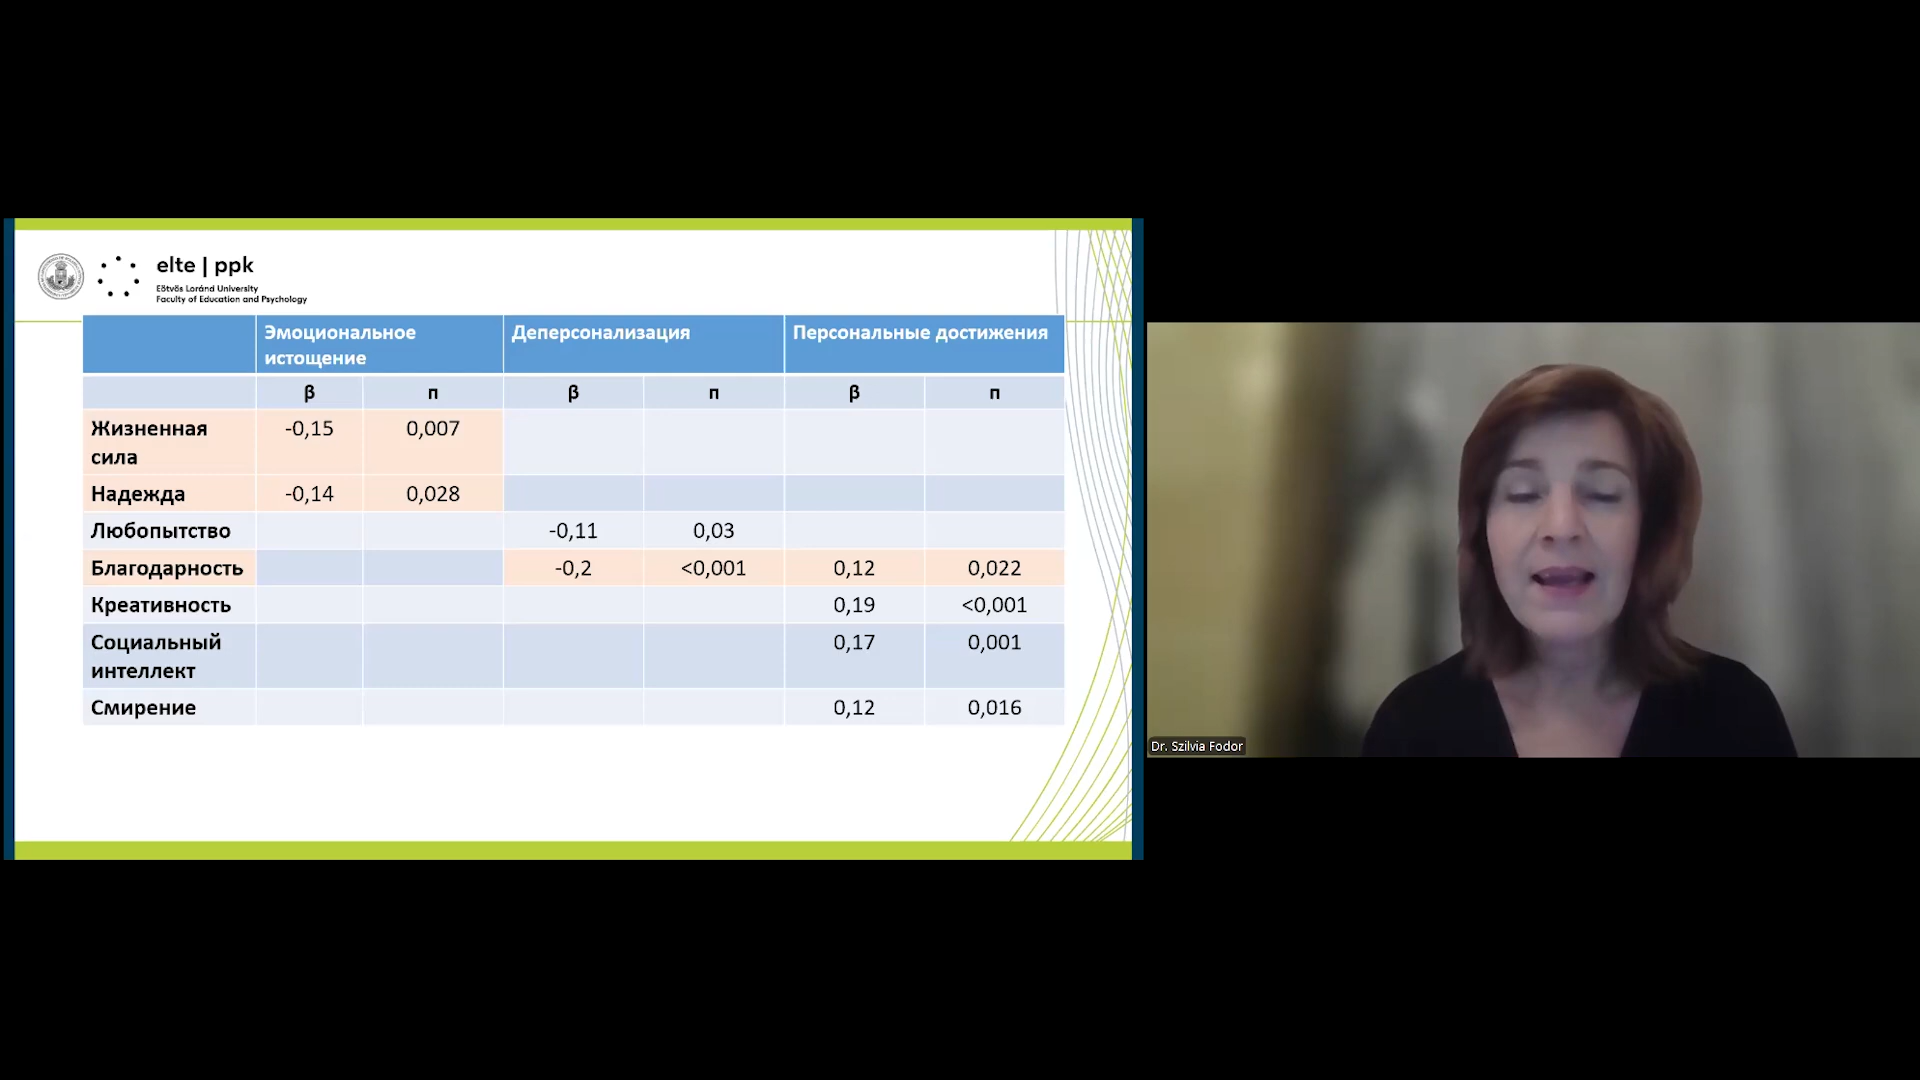 elte | ppk
Eötvös Loránd University
Faculty of Education and Psychology
Эмоциональное
истощение
Деперсонализация
Персональные достижения
β п β п β п
Жизненная
сила
-0,15 0,007
Надежда -0,14 0,028
Любопытство -0,11 0,03
Благодарность -0,2 <0,001 0,12 0,022
Креативность 0,19 <0,001
Социальный
интеллект
0,17 0,001
Смирение 0,12 0,016
Dr. Szilvia Fodor